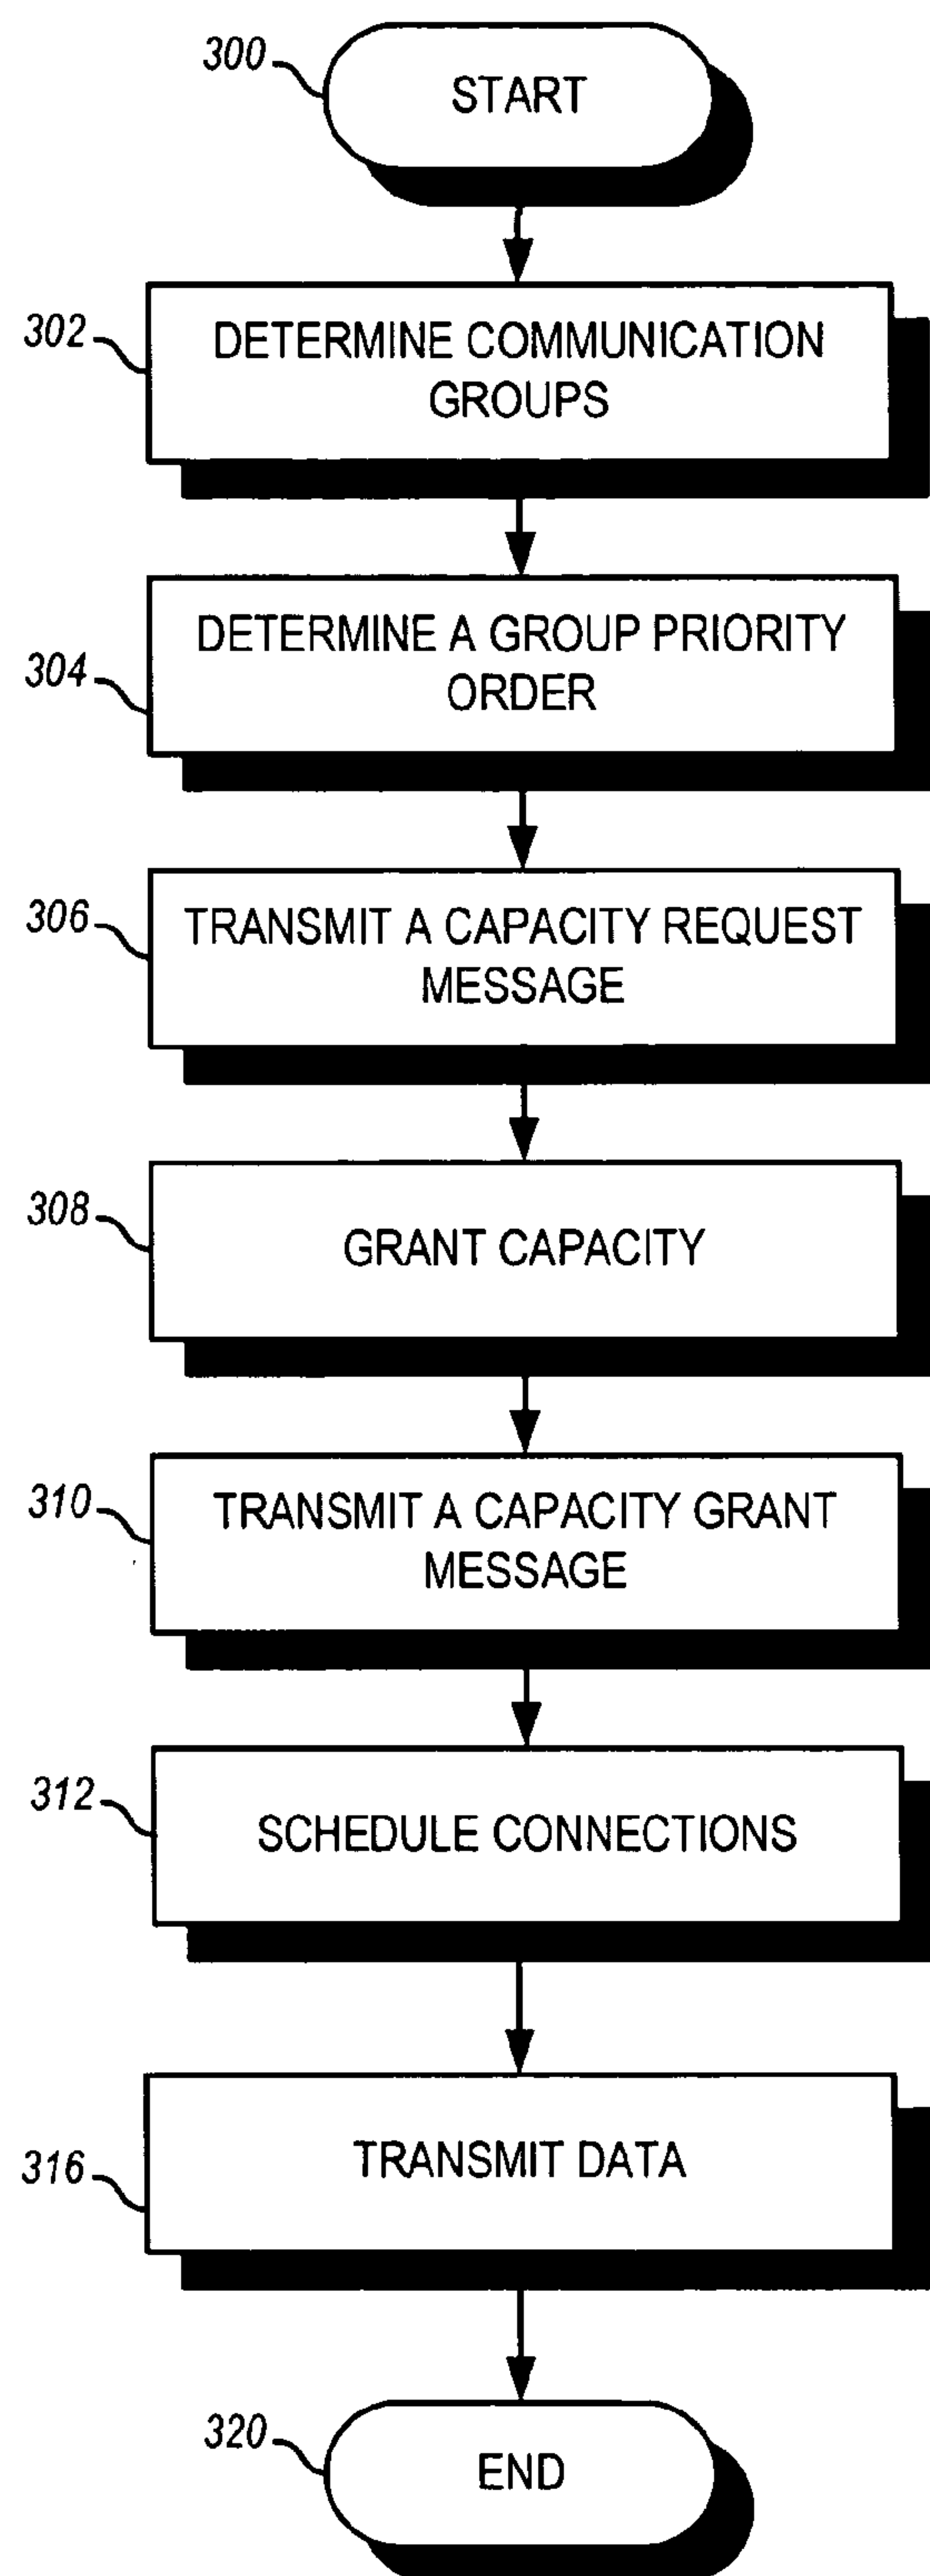 300
START
302
DETERMINE COMMUNICATION
GROUPS
304
DETERMINE A GROUP PRIORITY
ORDER
306
TRANSMIT A CAPACITY REQUEST
MESSAGE
308
GRANT CAPACITY
310
TRANSMIT A CAPACITY GRANT
MESSAGE
312
SCHEDULE CONNECTIONS
316
TRANSMIT DATA
320
END